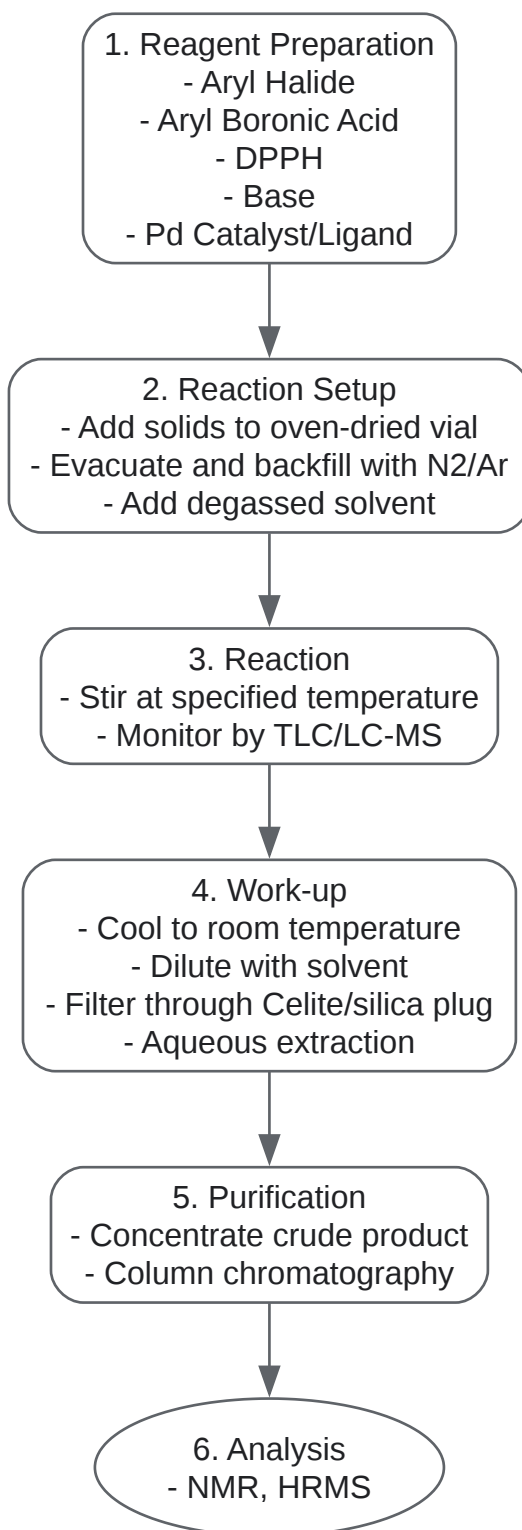 1. Reagent Preparation
- Aryl Halide
- Aryl Boronic Acid
- DPPH
- Base
- Pd Catalyst/Ligand
2. Reaction Setup
- Add solids to oven-dried vial
- Evacuate and backfill with N2/Ar
- Add degassed solvent
3. Reaction
- Stir at specified temperature
- Monitor by TLC/LC-MS
4. Work-up
- Cool to room temperature
- Dilute with solvent
- Filter through Celite/silica plug
- Aqueous extraction
5. Purification
- Concentrate crude product
- Column chromatography
6. Analysis
- NMR, HRMS